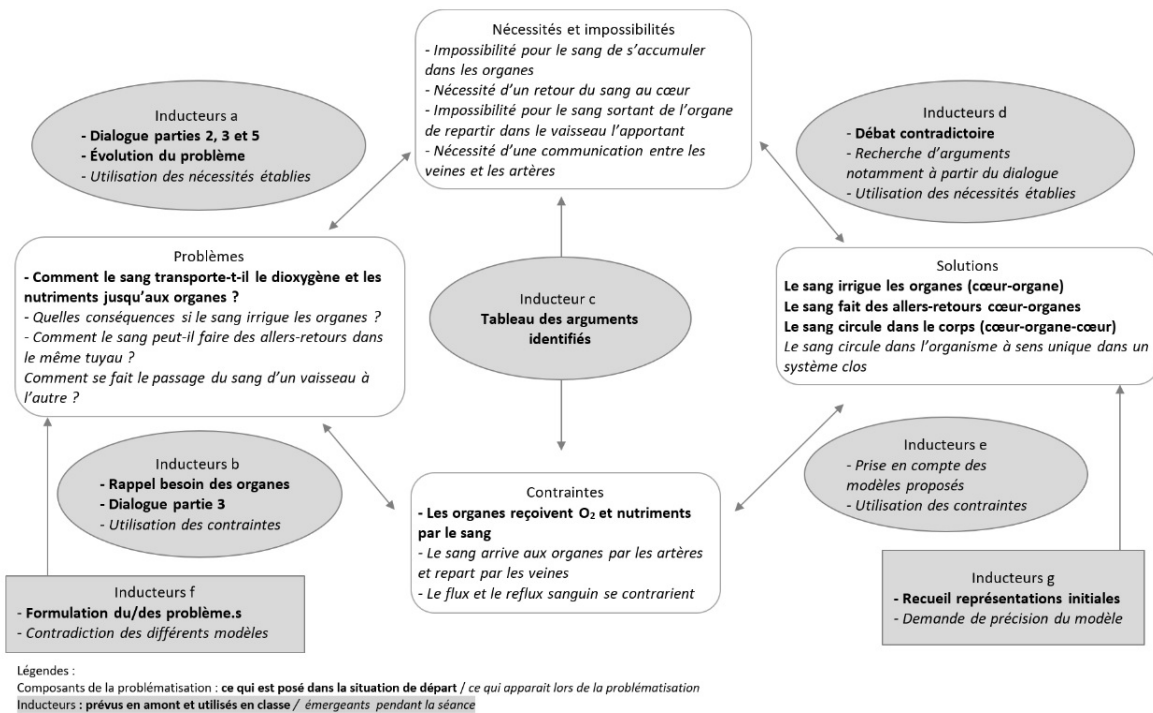 Nécessités et impossibilités
- Impossibilité pour le sang de s'accumuler
dans les organes
- Nécessité d'un retour du sang au cœur
- Impossibilité pour le sang sortant de l'organe
de repartir dans le vaisseau l'apportant
- Nécessité d'une communication entre les
veines et les artères
Inducteurs a
- Dialogue parties 2, 3 et 5
- Évolution du problème
- Utilisation des nécessités établies
Inducteurs d
- Débat contradictoire
- Recherche d'arguments
notamment à partir du dialogue
- Utilisation des nécessités établies
Problèmes
- Comment le sang transporte-t-il le dioxygène et les
nutriments jusqu'aux organes ?
- Quelles conséquences si le sang irrigue les organes ?
- Comment le sang peut-il faire des allers-retours dans
le même tuyau ?
Comment se fait le passage du sang d'un vaisseau à
l'autre ?
Inducteur c
Tableau des arguments
identifiés
Solutions
Le sang irrigue les organes (cœur-organe)
Le sang fait des allers-retours cœur-organes
Le sang circule dans le corps (cœur-organe-cœur)
Le sang circule dans l'organisme à sens unique dans un
système clos
Inducteurs b
- Rappel besoin des organes
- Dialogue partie 3
- Utilisation des contraintes
Contraintes
- Les organes reçoivent O₂ et nutriments
par le sang
- Le sang arrive aux organes par les artères
et repart par les veines
- Le flux et le reflux sanguin se contrarient
Inducteurs e
- Prise en compte des
modèles proposés
- Utilisation des contraintes
Inducteurs f
- Formulation du/des problème.s
- Contradiction des différents modèles
Inducteurs g
- Recueil représentations initiales
- Demande de précision du modèle
Légendes :
Composants de la problématisation : ce qui est posé dans la situation de départ / ce qui apparait lors de la problématisation
Inducteurs : prévus en amont et utilisés en classe / émergeants pendant la séance